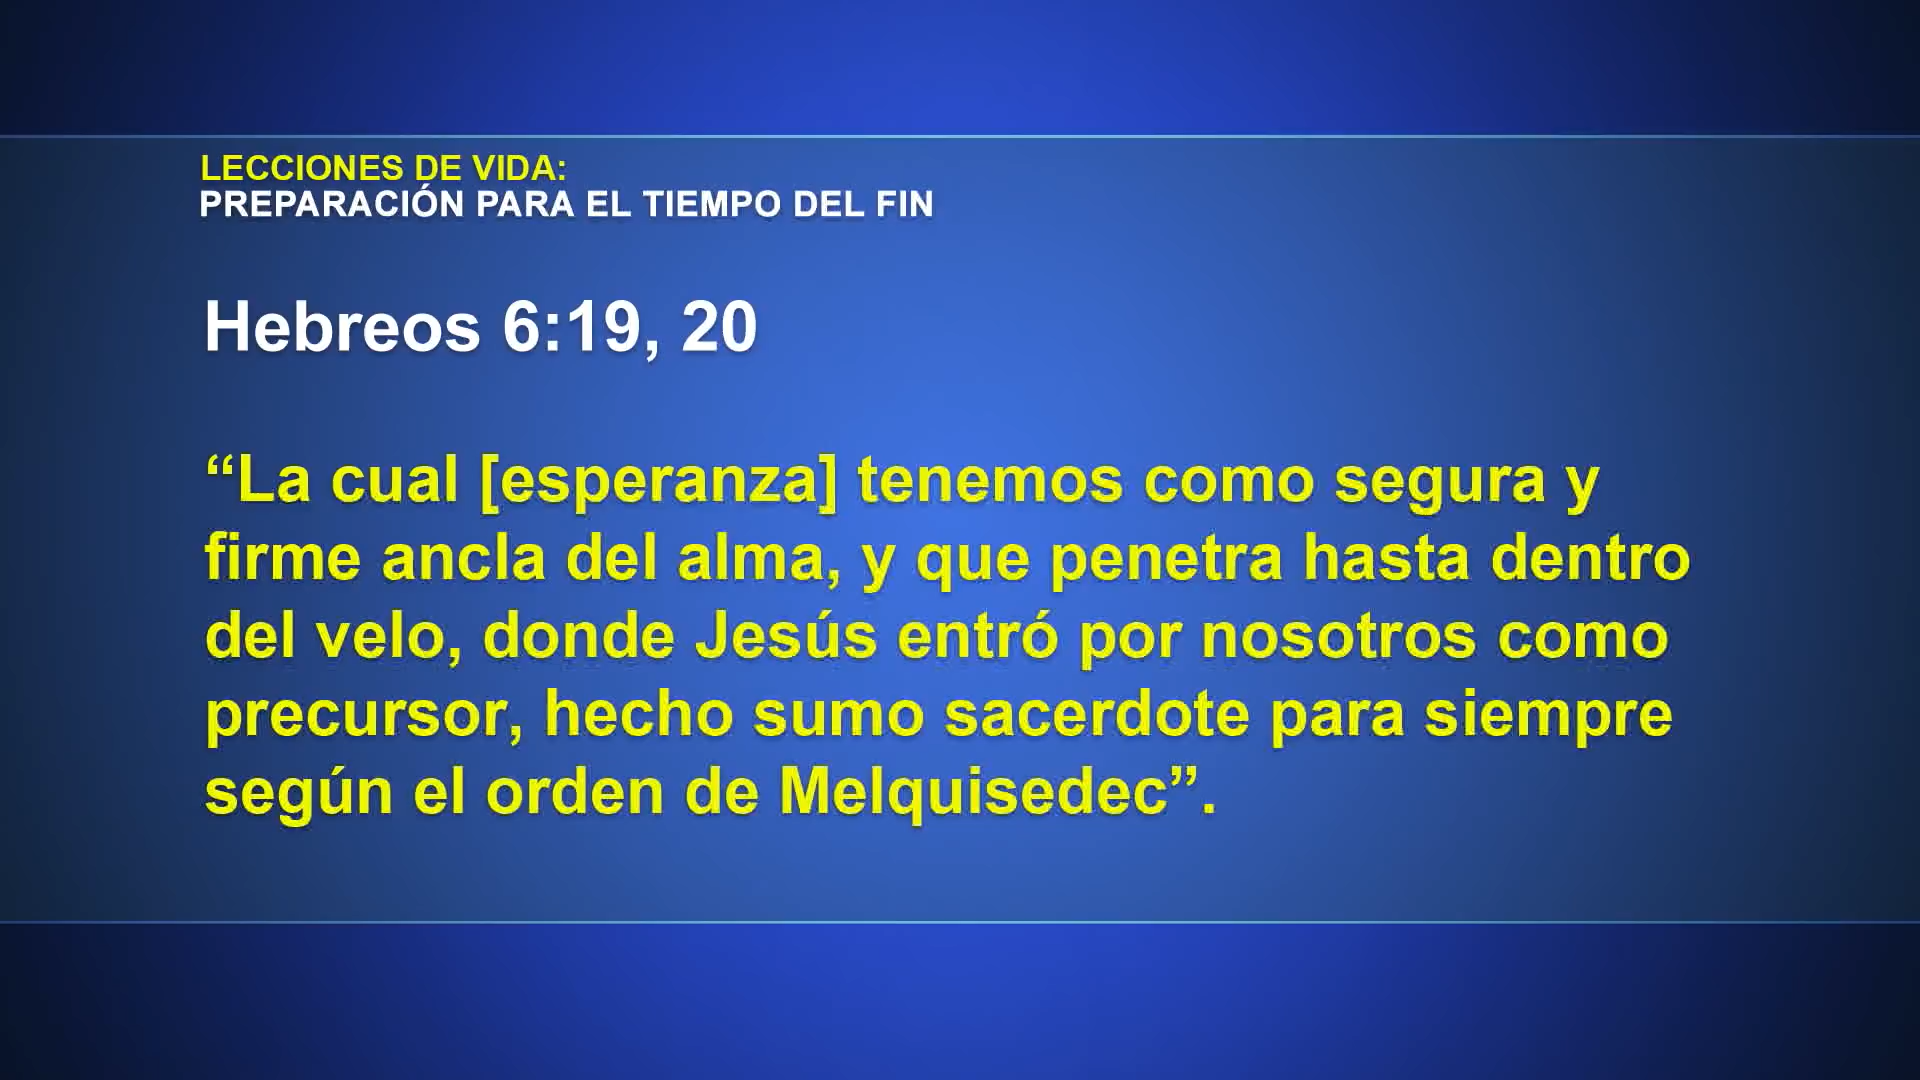 LECCIONES DE VIDA:
PREPARACIÓN PARA EL TIEMPO DEL FIN
Hebreos 6:19, 20
“La cual [esperanza] tenemos como segura y
firme ancla del alma, y que penetra hasta dentro
del velo, donde Jesús entró por nosotros como
precursor, hecho sumo sacerdote para siempre
según el orden de Melquisedec”.